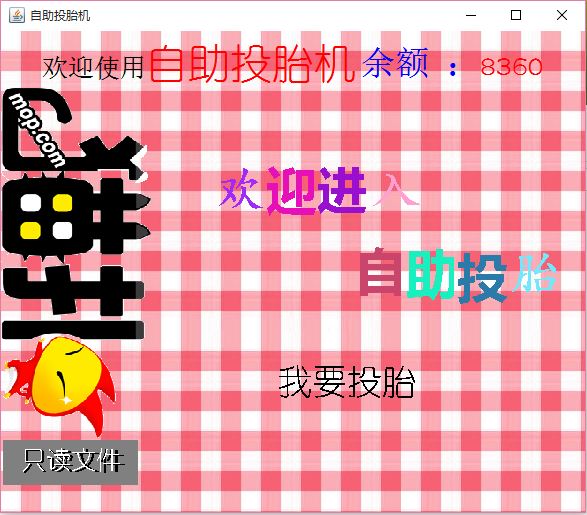 自助投胎机
欢迎使用自助投胎机 余额 : 8360
mop.com
猫扑
欢迎进入
自助投胎
我要投胎
只读文件